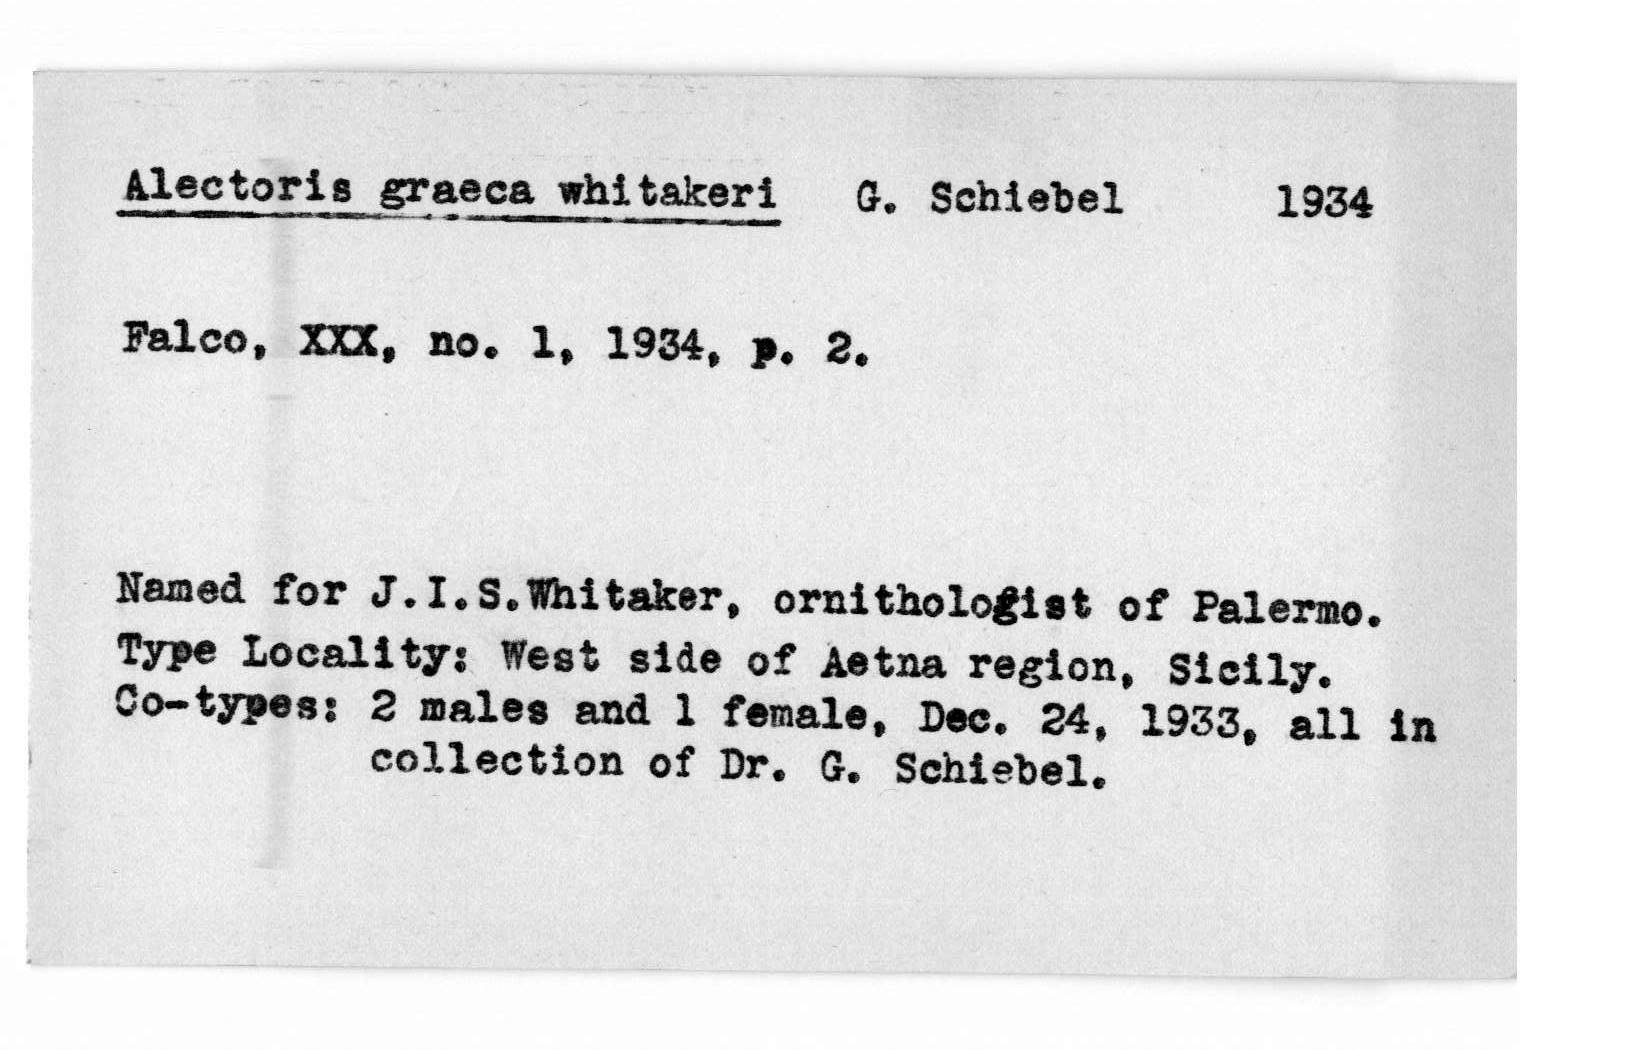 Alectoris graeca whitakeri G. Schiebel 1934
Falco, XXX, no. 1, 1934, p. 2.
Named for J.I.S.Whitaker, ornithologist of Palermo.
Type Locality: West side of Aetna region, Sicily.
Co-types: 2 males and 1 female, Dec. 24, 1933, all in
collection of Dr. G. Schiebel.